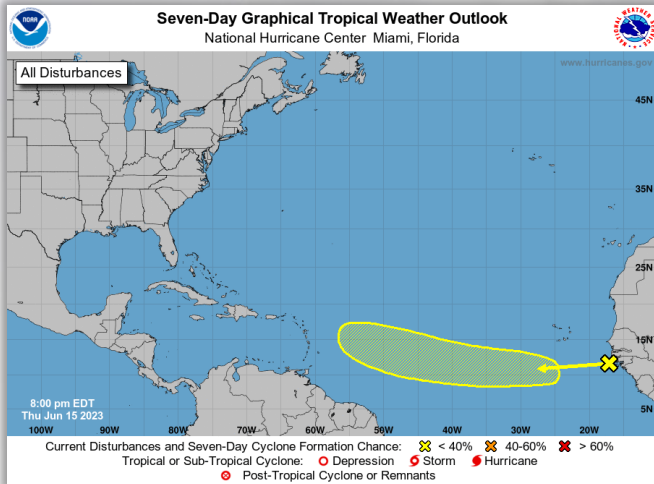 Seven-Day Graphical Tropical Weather Outlook
National Hurricane Center Miami, Florida
NOAA
All Disturbances
www.hurricanes.gov
45N
35N
25N
15N
5N
8:00 pm EDT
Thu Jun 15 2023
100W 90W 80W 70W 60W 50W 40W 30W 20W
Current Disturbances and Seven-Day Cyclone Formation Chance: < 40% 40-60% > 60%
Tropical or Sub-Tropical Cyclone: Depression Storm Hurricane
Post-Tropical Cyclone or Remnants